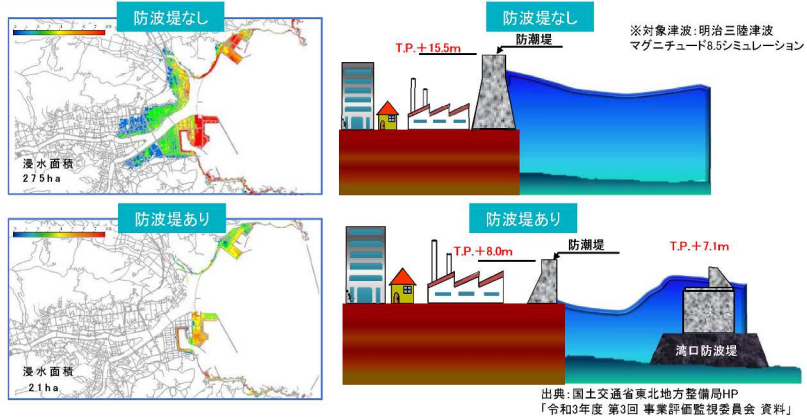 防波堤なし
浸水面積
275ha
防波堤なし
※対象津波：明治三陸津波
マグニチュード8.5シミュレーション
防潮堤
T.P.＋15.5m
防波堤あり
浸水面積
21ha
防波堤あり
防潮堤
T.P.＋8.0m
T.P.＋7.1m
湾口防波堤
出典：国土交通省東北地方整備局HP
「令和3年度 第3回 事業評価監視委員会 資料」